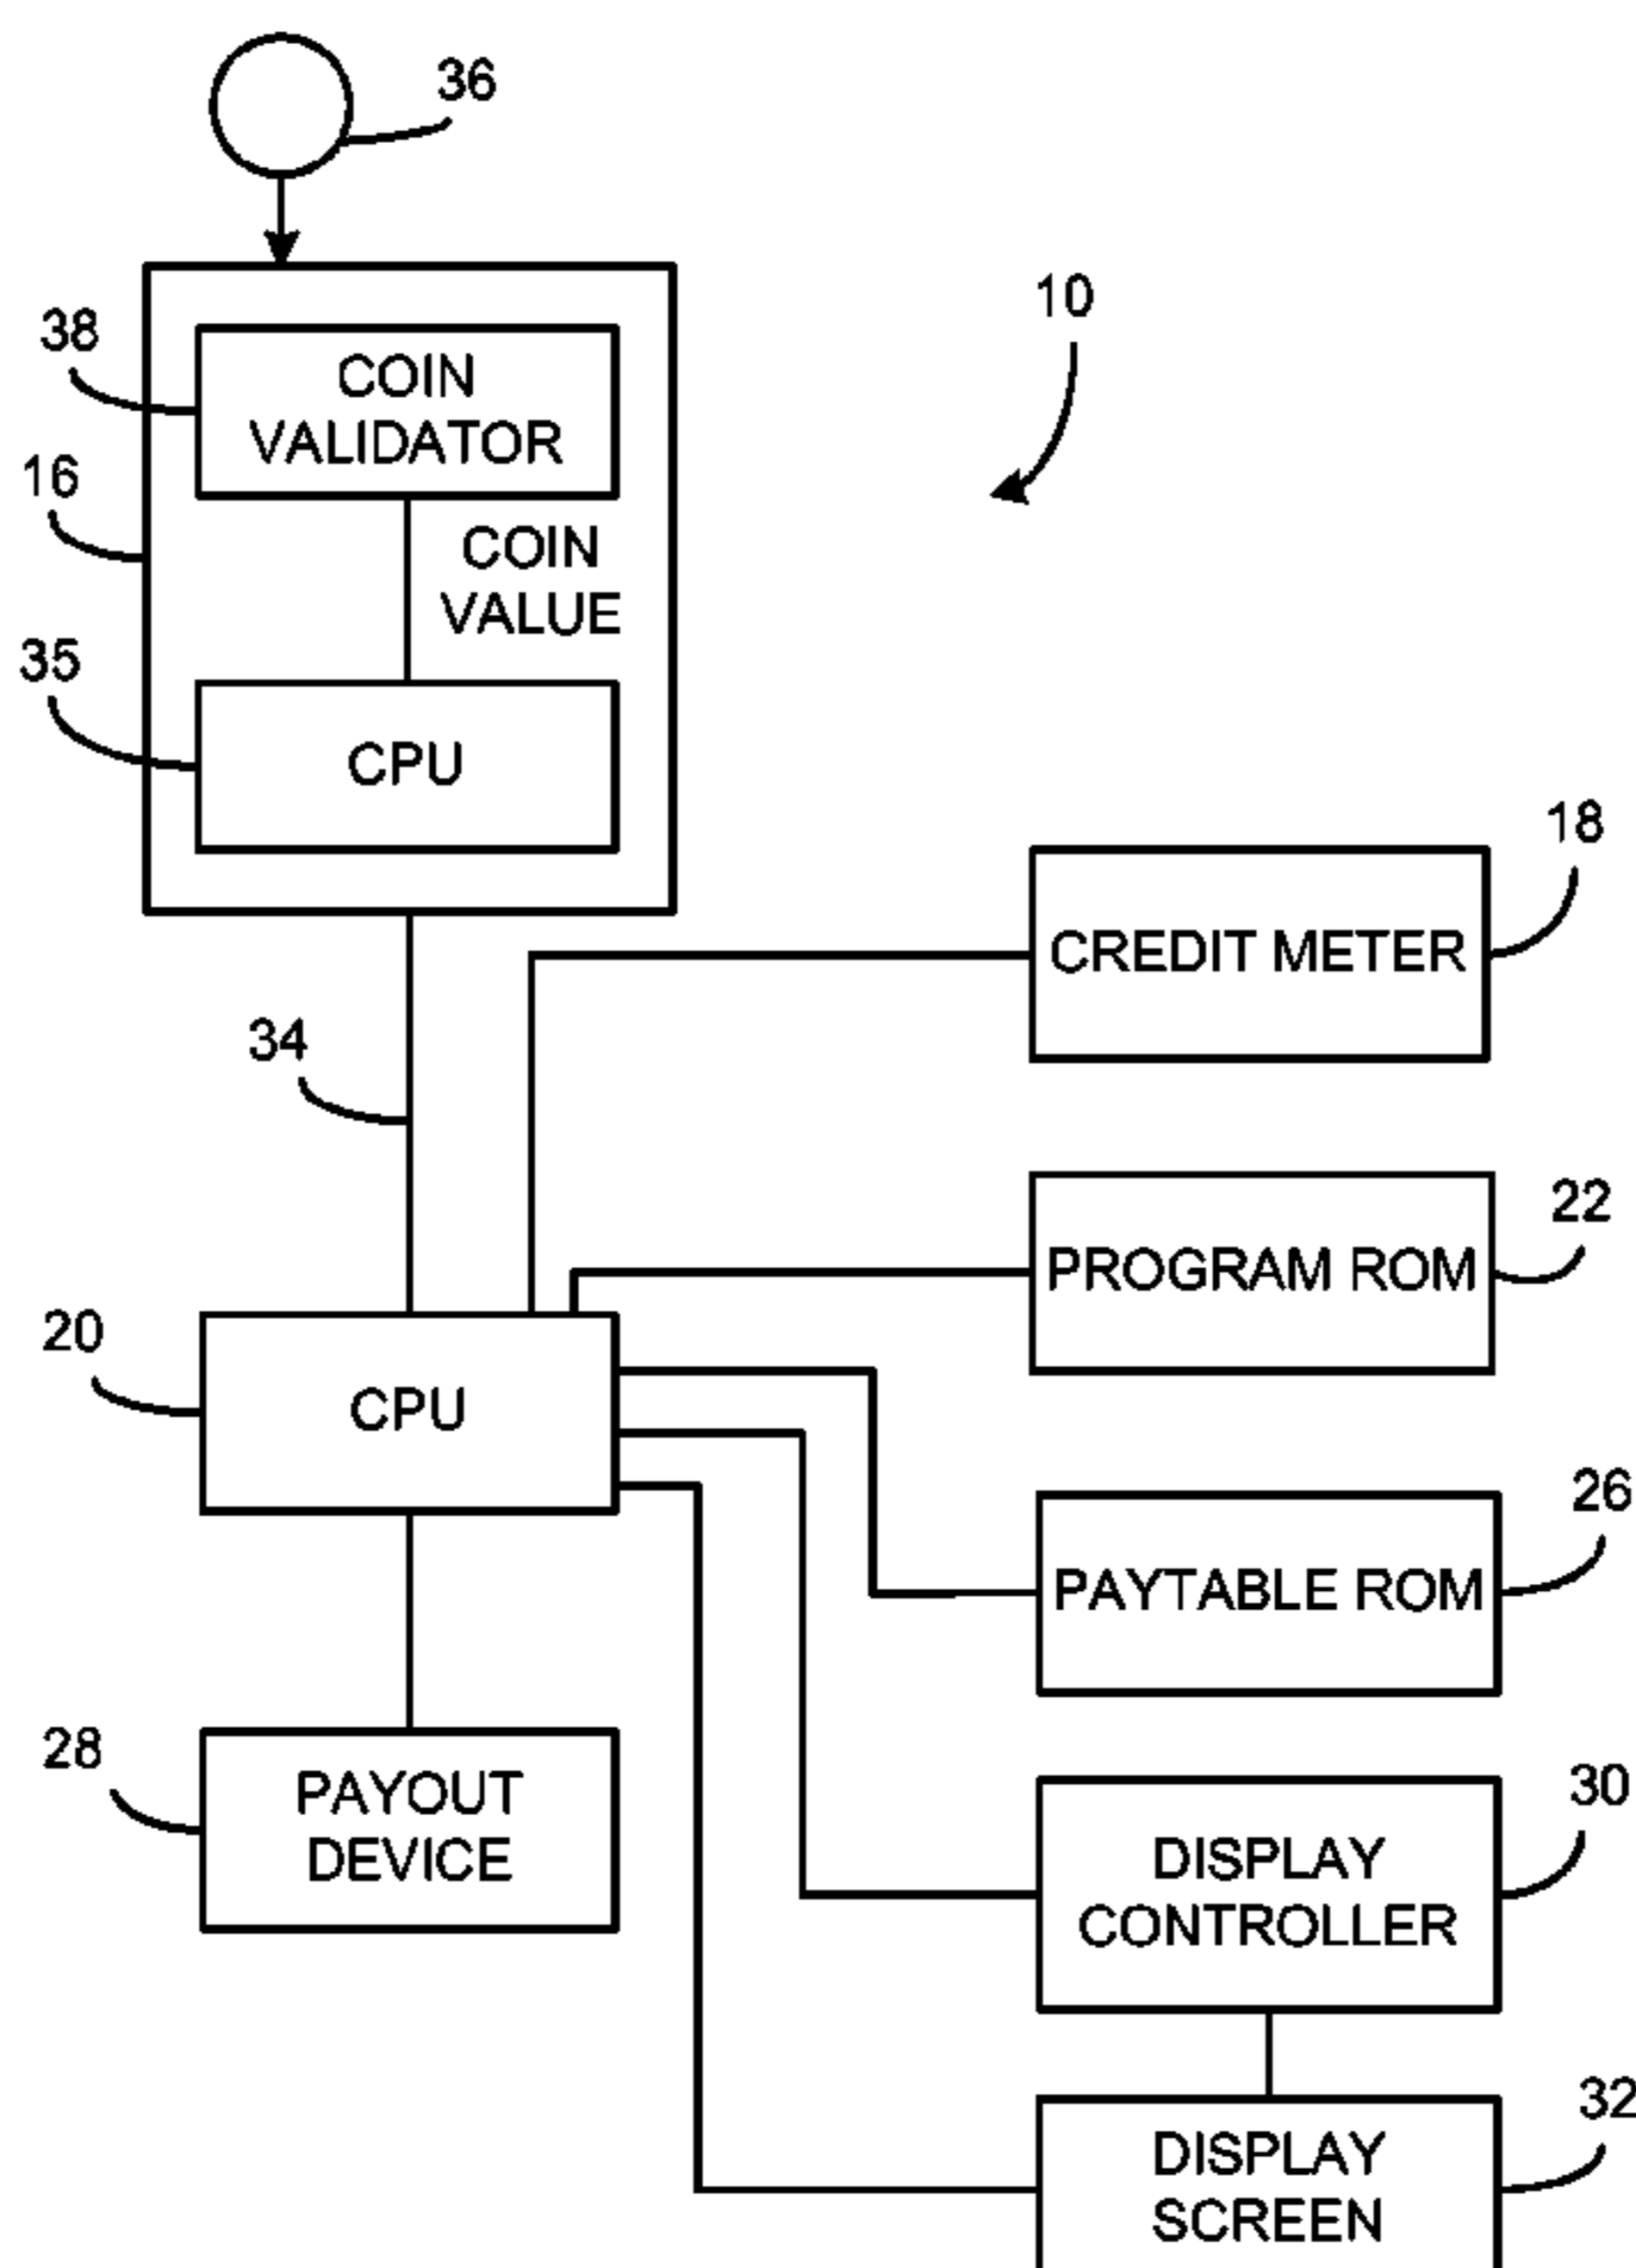 36
10
38
COIN
VALIDATOR
16
COIN
VALUE
35
CPU
18
CREDIT METER
34
22
PROGRAM ROM
20
CPU
26
PAYTABLE ROM
28
PAYOUT
DEVICE
30
DISPLAY
CONTROLLER
32
DISPLAY
SCREEN